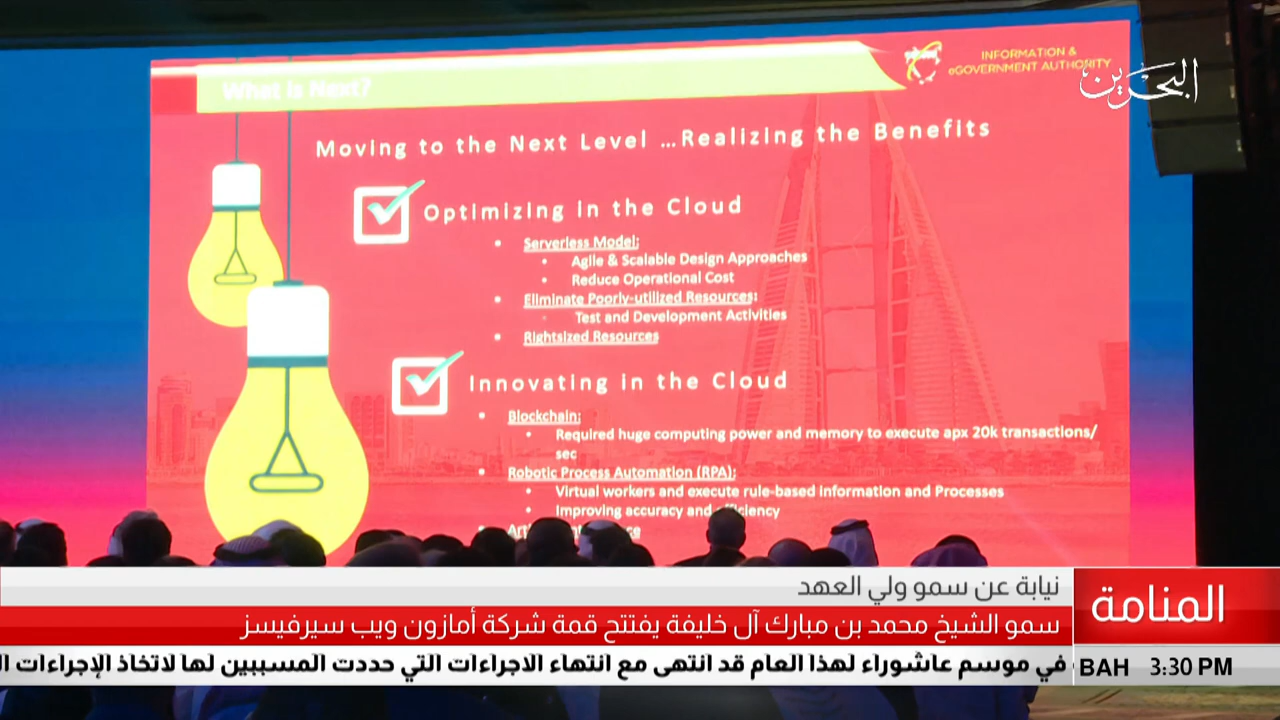 What is Next?
INFORMATION &
eGOVERNMENT AUTHORITY
البحرين
Moving to the Next Level ...Realizing the Benefits
Optimizing in the Cloud
Serverless Model:
Agile & Scalable Design Approaches
Reduce Operational Cost
Eliminate Poorly-utilized Resources:
Test and Development Activities
Rightsized Resources
Innovating in the Cloud
Blockchain:
Required huge computing power and memory to execute apx 20k transactions/
sec
Robotic Process Automation (RPA):
Virtual workers and execute rule-based information and Processes
Improving accuracy and
نيابة عن سمو ولي العهد
المنامة
سمو الشيخ محمد بن مبارك آل خليفة يفتتح قمة شركة أمازون ويب سيرفيسز
في موسم عاشوراء لهذا العام قد انتهى مع انتهاء الاجراءات التي حددت المسببين لها لاتخاذ الإجراءات
BAH 3:30 PM